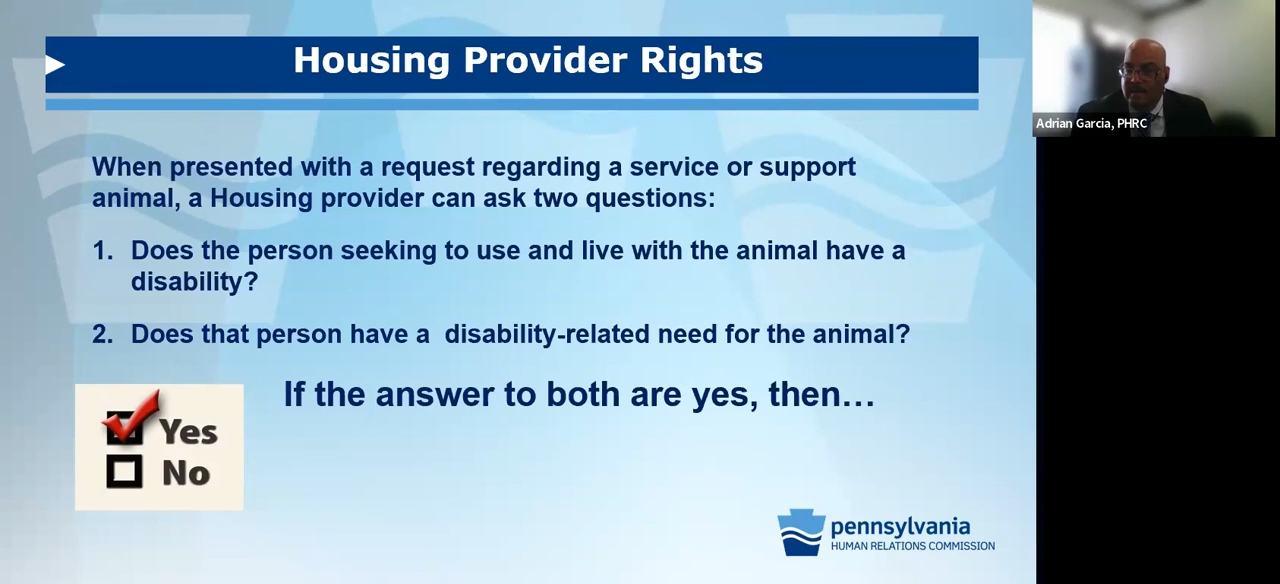 Housing Provider Rights
Adrian Garcia, PHRC
When presented with a request regarding a service or support
animal, a Housing provider can ask two questions:
1. Does the person seeking to use and live with the animal have a
disability?
2. Does that person have a  disability-related need for the animal?
If the answer to both are yes, then…
Yes
No
pennsylvania
HUMAN RELATIONS COMMISSION